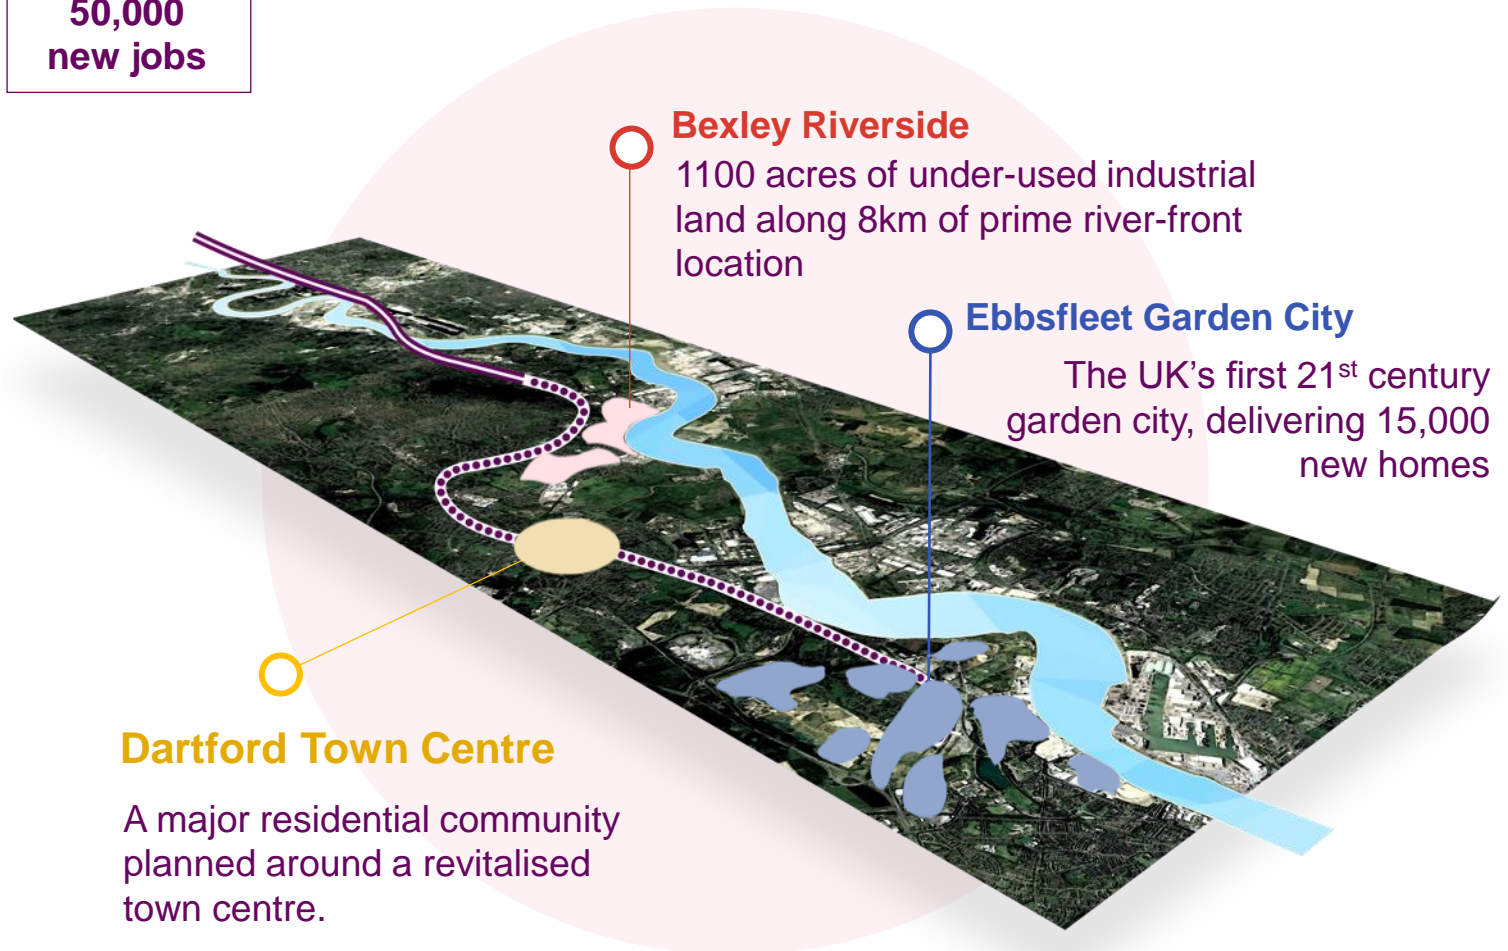 50,000
new jobs
Bexley Riverside
1100 acres of under-used industrial
land along 8km of prime river-front
location
Ebbsfleet Garden City
The UK's first 21st century
garden city, delivering 15,000
new homes
Dartford Town Centre
A major residential community
planned around a revitalised
town centre.